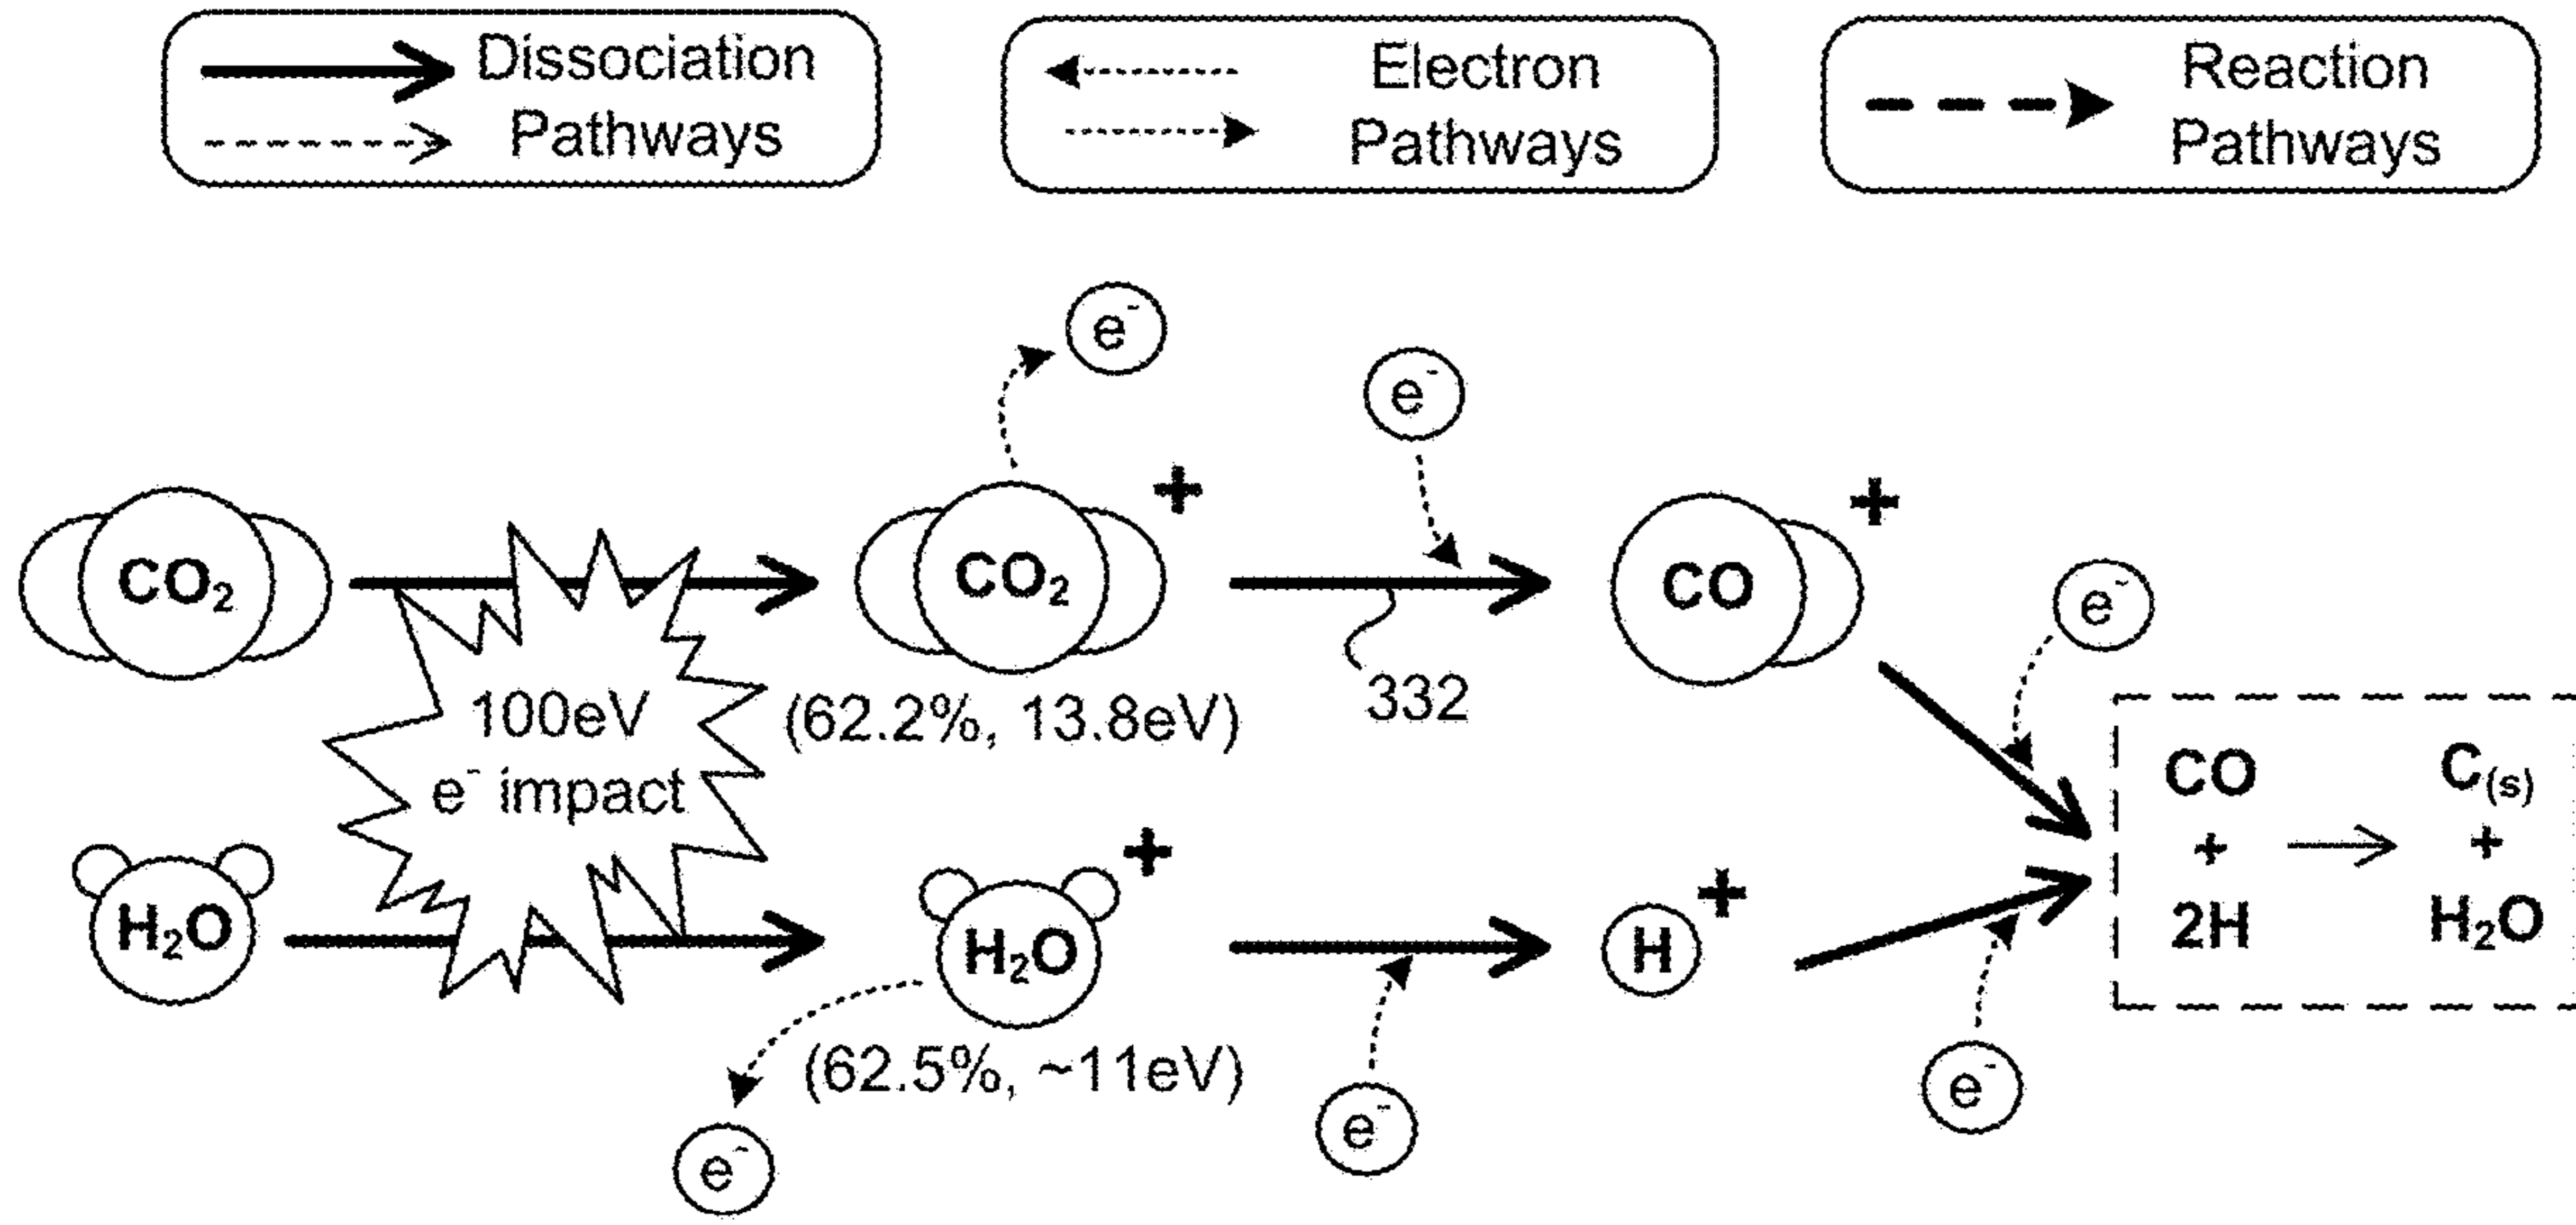 Dissociation
Pathways
Electron
Pathways
Reaction
Pathways
e⁻
e⁻
+
+
CO₂
CO₂
CO
e⁻
100eV
e⁻ impact
(62.2%, 13.8eV)
332
CO
+
2H
C₍s₎
+
H₂O
+
+
H₂O
H₂O
H
(62.5%, ~11eV)
e⁻
e⁻
e⁻